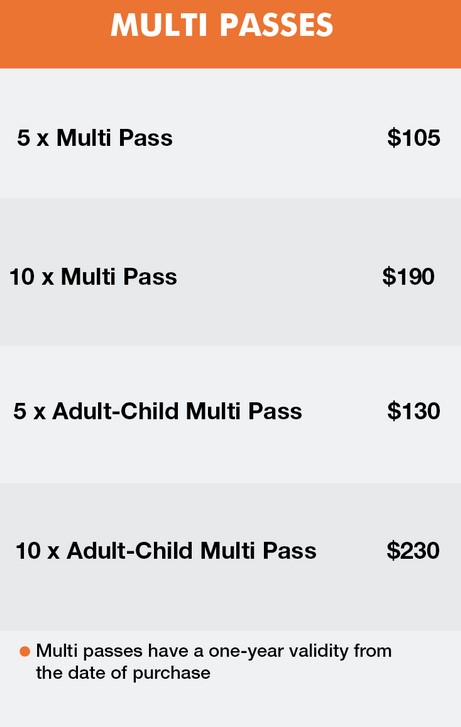 MULTI PASSES
5 x Multi Pass $105
10 x Multi Pass $190
5 x Adult-Child Multi Pass $130
10 x Adult-Child Multi Pass $230
● Multi passes have a one-year validity from
the date of purchase